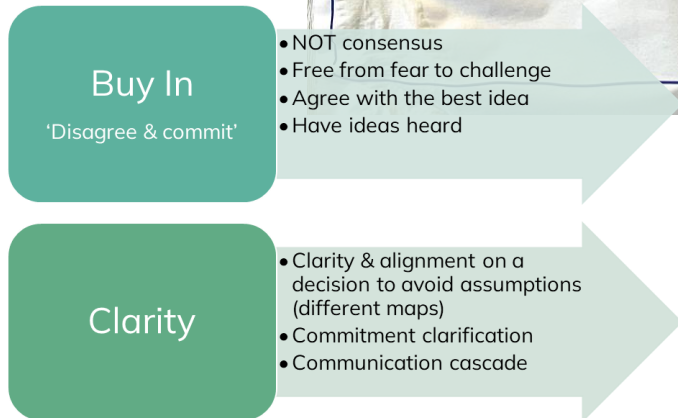 Buy In
‘Disagree & commit’
• NOT consensus
• Free from fear to challenge
• Agree with the best idea
• Have ideas heard
Clarity
• Clarity & alignment on a
decision to avoid assumptions
(different maps)
• Commitment clarification
• Communication cascade